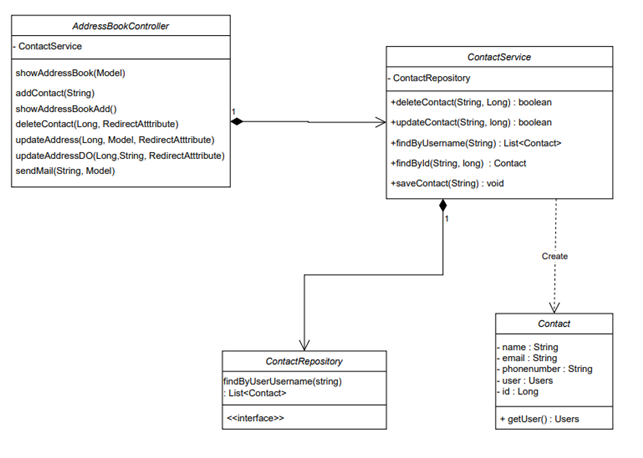 AddressBookController
- ContactService
showAddressBook(Model)
addContact(String)
showAddressBookAdd()
deleteContact(Long, RedirectAtttribute)
updateAddress(Long, Model, RedirectAtttribute)
updateAddressDO(Long,String, RedirectAtttribute)
sendMail(String, Model)
1
ContactService
- ContactRepository
+deleteContact(String, Long) : boolean
+updateContact(String, long) : boolean
+findByUsername(String) : List<Contact>
+findById(String, long) : Contact
+saveContact(String) : void
1
Create
ContactRepository
findByUserUsername(string)
: List<Contact>
<<interface>>
Contact
- name : String
- email : String
- phonenumber : String
- user : Users
- id : Long
+ getUser() : Users